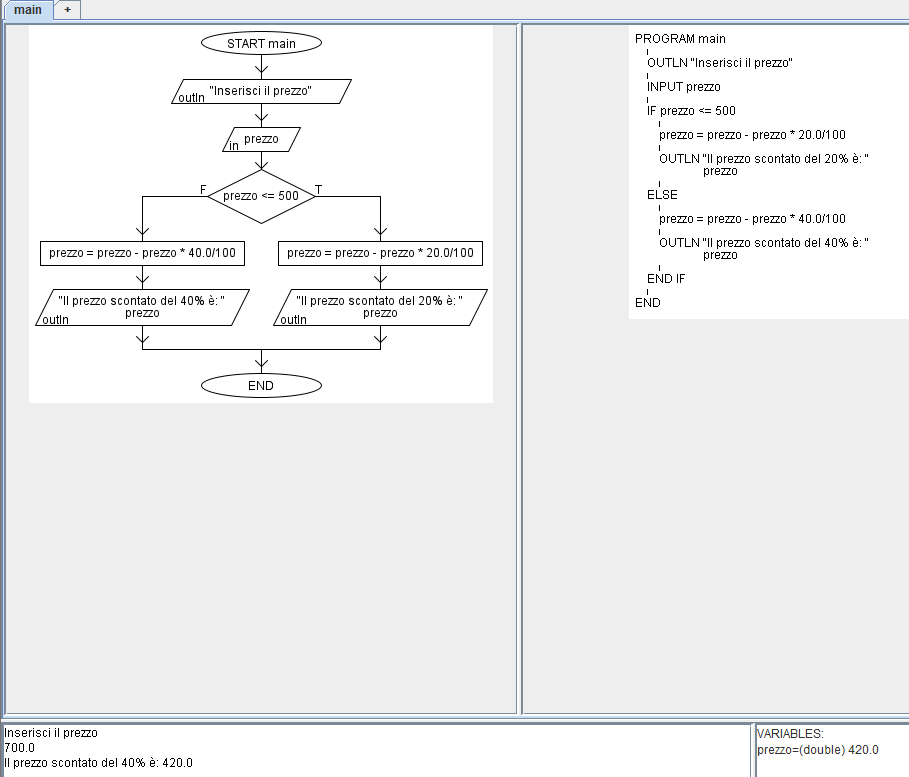 main
+
START main
"Inserisci il prezzo"
outln
prezzo
in
F
T
prezzo <= 500
prezzo = prezzo - prezzo * 40.0/100
prezzo = prezzo - prezzo * 20.0/100
"Il prezzo scontato del 40% è: "
prezzo
outln
"Il prezzo scontato del 20% è: "
prezzo
outln
END
PROGRAM main
OUTLN "Inserisci il prezzo"
INPUT prezzo
IF prezzo <= 500
prezzo = prezzo - prezzo * 20.0/100
OUTLN "Il prezzo scontato del 20% è: "
prezzo
ELSE
prezzo = prezzo - prezzo * 40.0/100
OUTLN "Il prezzo scontato del 40% è: "
prezzo
END IF
END
Inserisci il prezzo
700.0
Il prezzo scontato del 40% è: 420.0
VARIABLES:
prezzo=(double) 420.0